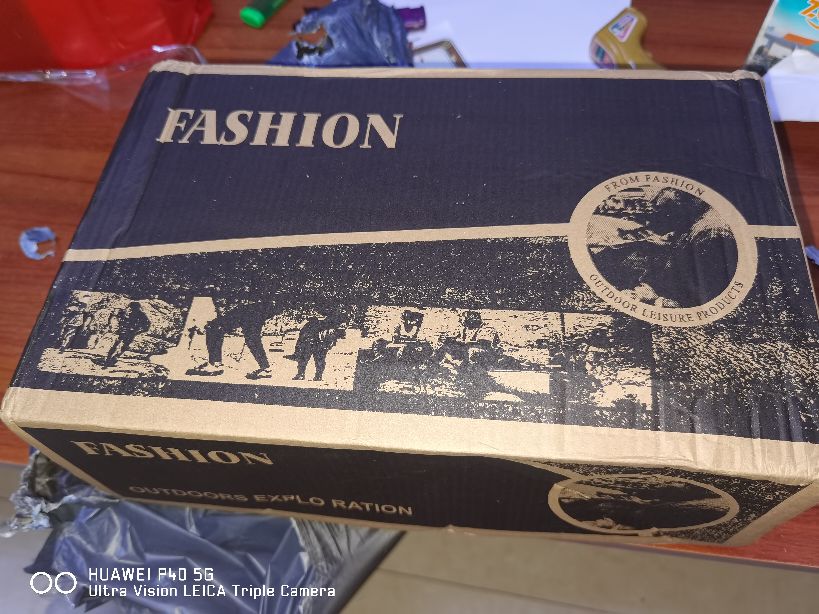 FASHION
FROM FASHION
OUTDOOR LEISURE PRODUCTS
FASHION
OUTDOORS EXPLO RATION
HUAWEI P40 5G
Ultra Vision LEICA Triple Camera